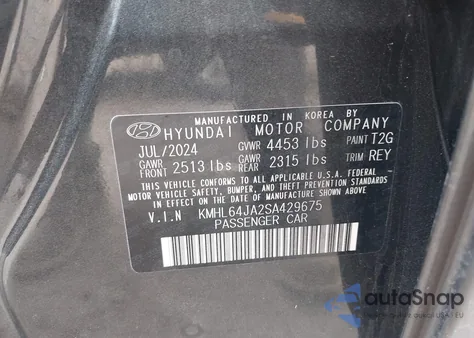 MANUFACTURED IN KOREA BY
HYUNDAI MOTOR COMPANY
JUL/2024 GVWR 4453 lbs PAINT T2G
GAWR FRONT 2513 lbs GAWR REAR 2315 lbs TRIM REY
THIS VEHICLE CONFORMS TO ALL APPLICABLE U.S. FEDERAL
MOTOR VEHICLE SAFETY, BUMPER, AND THEFT PREVENTION
STANDARDS IN EFFECT ON THE DATE OF MANUFACTURE SHOWN ABOVE.
V.I.N KMHL64JA2SA429675
PASSENGER CAR
autoSnap